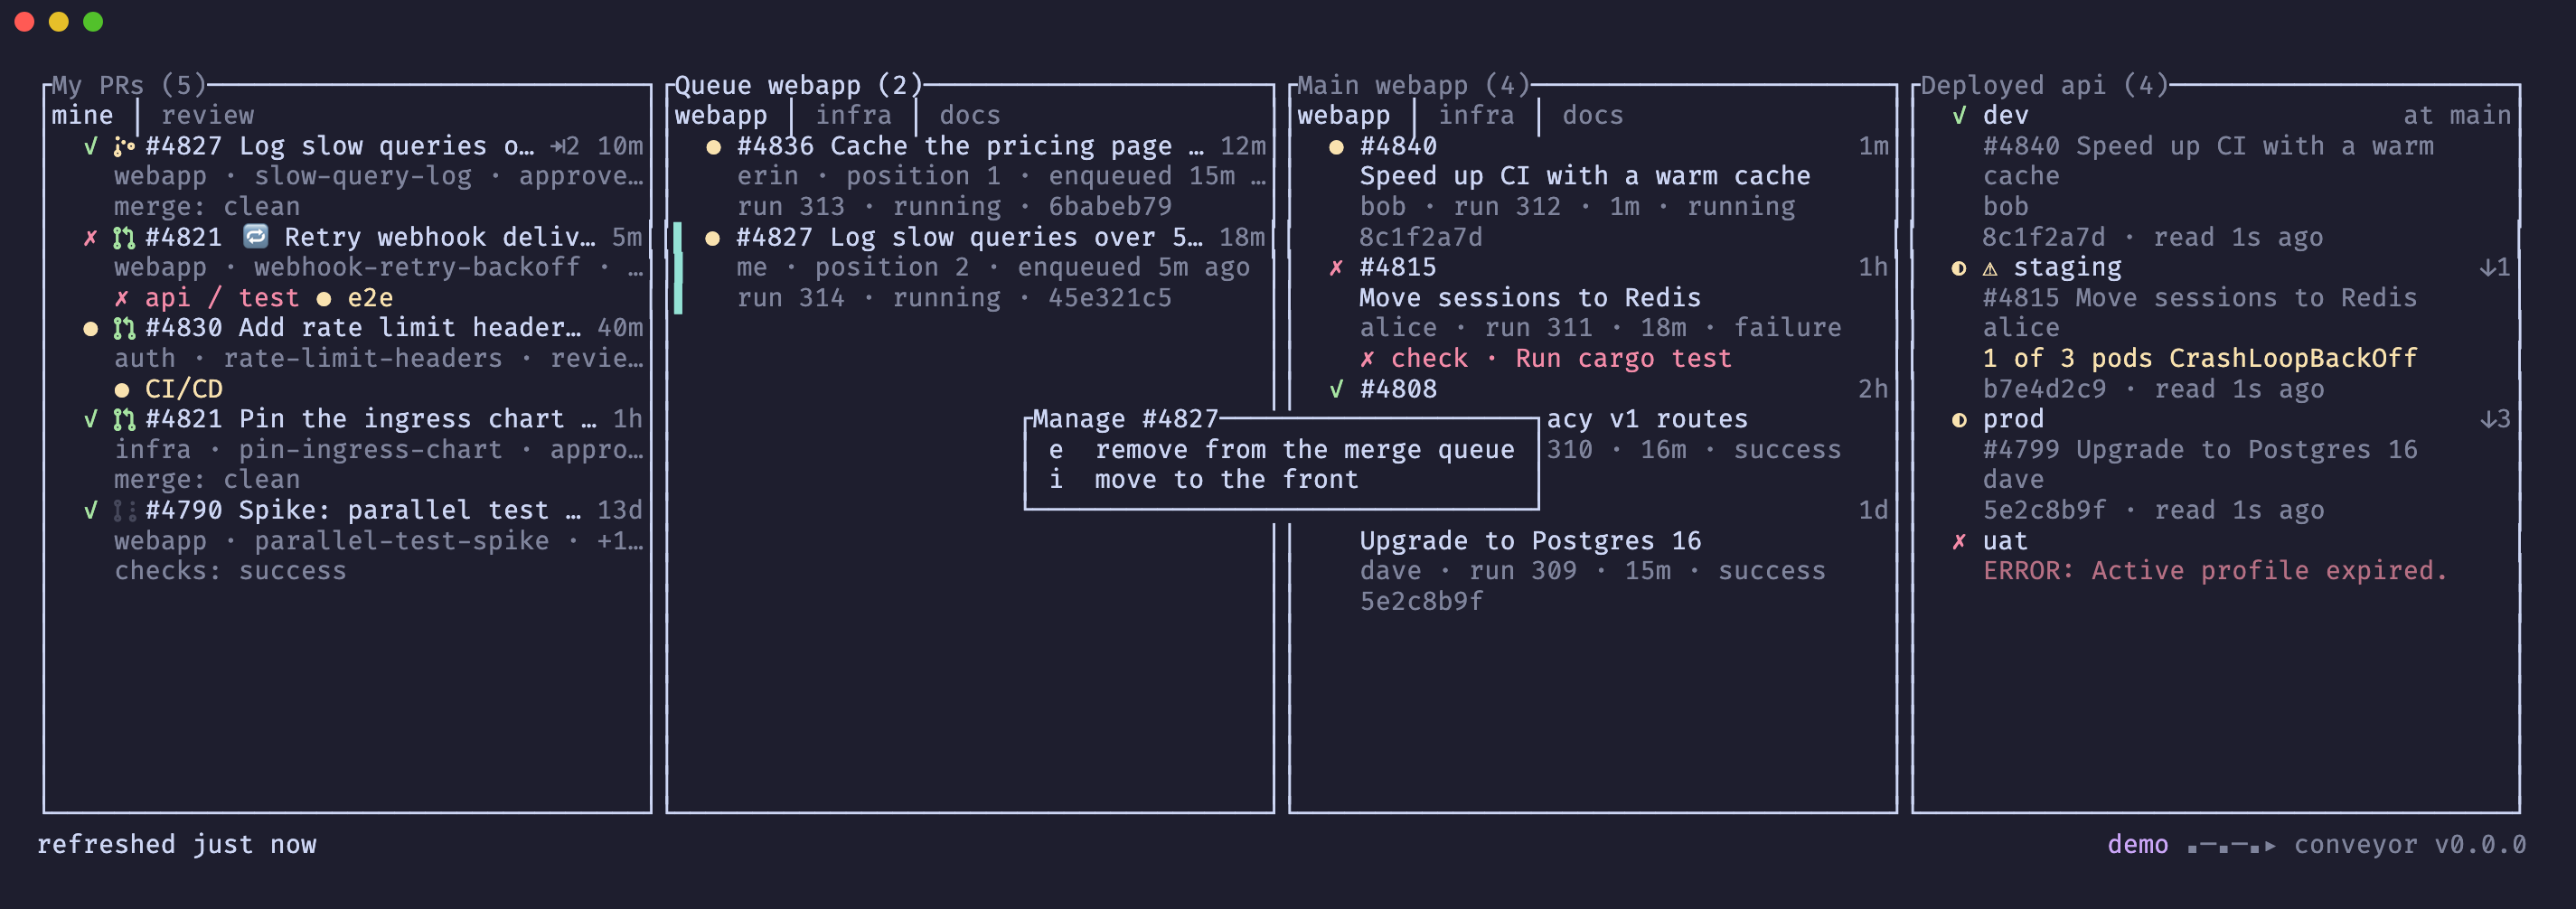 My PRs (5)
mine │ review
✓ #4827 Log slow queries o… ⇥2 10m
webapp · slow-query-log · approve…
merge: clean
✗ #4821 🔁 Retry webhook deliv… 5m
webapp · webhook-retry-backoff · …
✗ api / test ● e2e
● #4830 Add rate limit header… 40m
auth · rate-limit-headers · revie…
● CI/CD
✓ #4821 Pin the ingress chart … 1h
infra · pin-ingress-chart · appro…
merge: clean
✓ #4790 Spike: parallel test … 13d
webapp · parallel-test-spike · +1…
checks: success
Queue webapp (2)
webapp │ infra │ docs
● #4836 Cache the pricing page … 12m
erin · position 1 · enqueued 15m …
run 313 · running · 6babeb79
● #4827 Log slow queries over 5… 18m
me · position 2 · enqueued 5m ago
run 314 · running · 45e321c5
Manage #4827
e remove from the merge queue
i move to the front
Main webapp (4)
webapp │ infra │ docs
● #4840 1m
Speed up CI with a warm cache
bob · run 312 · 1m · running
8c1f2a7d
✗ #4815 1h
Move sessions to Redis
alice · run 311 · 18m · failure
✗ check · Run cargo test
✓ #4808 2h
acy v1 routes
310 · 16m · success
1d
Upgrade to Postgres 16
dave · run 309 · 15m · success
5e2c8b9f
Deployed api (4)
✓ dev at main
#4840 Speed up CI with a warm
cache
bob
8c1f2a7d · read 1s ago
◐ ⚠ staging ↓1
#4815 Move sessions to Redis
alice
1 of 3 pods CrashLoopBackOff
b7e4d2c9 · read 1s ago
◐ prod ↓3
#4799 Upgrade to Postgres 16
dave
5e2c8b9f · read 1s ago
✗ uat
ERROR: Active profile expired.
refreshed just now
demo ▪─▪─▪▸ conveyor v0.0.0